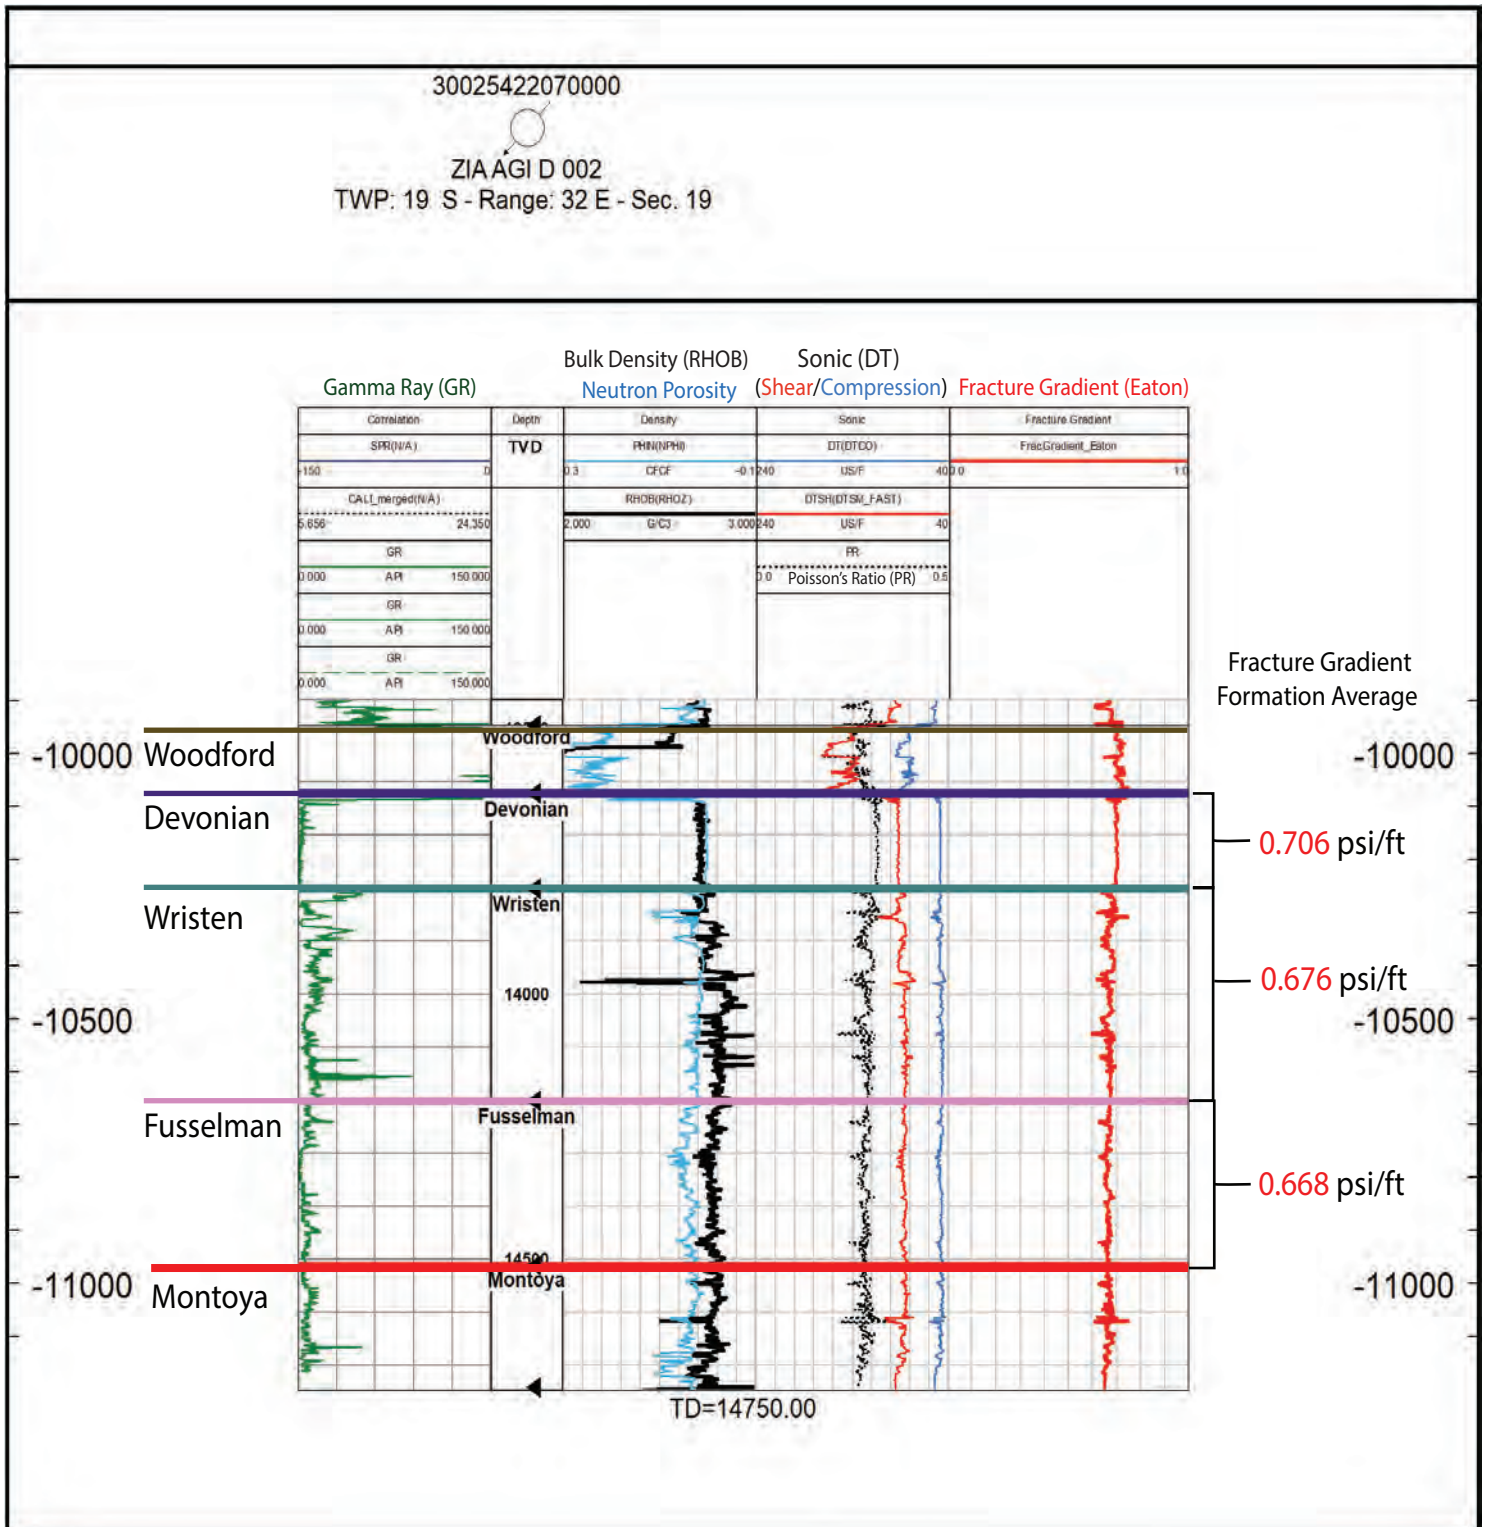 30025422070000
ZIA AGI D 002
TWP: 19 S - Range: 32 E - Sec. 19
Bulk Density (RHOB) Sonic (DT)
Gamma Ray (GR) Neutron Porosity (Shear/Compression) Fracture Gradient (Eaton)
Correlation Depth Density Sonic Fracture Gradient
SPR(N/A) TVD PHIN(NPHI) DT(DTCO) FracGradient_Eaton
-150 0 0.3 CFCF -0.1 240 US/F 40 0.0 1.0
CALI_merged(N/A) RHOB(RHOZ) DTSH(DTSM_FAST)
5.656 24.350 2.000 G/C3 3.000 240 US/F 40
GR PR
0.000 API 150.000 0.0 Poisson's Ratio (PR) 0.5
GR
0.000 API 150.000
GR
0.000 API 150.000
Fracture Gradient
Formation Average
Woodford
-10000 Woodford -10000
Devonian Devonian
0.706 psi/ft
Wristen Wristen
0.676 psi/ft
14000
-10500 -10500
Fusselman Fusselman
0.668 psi/ft
14500
-11000 Montoya -11000
Montoya
TD=14750.00